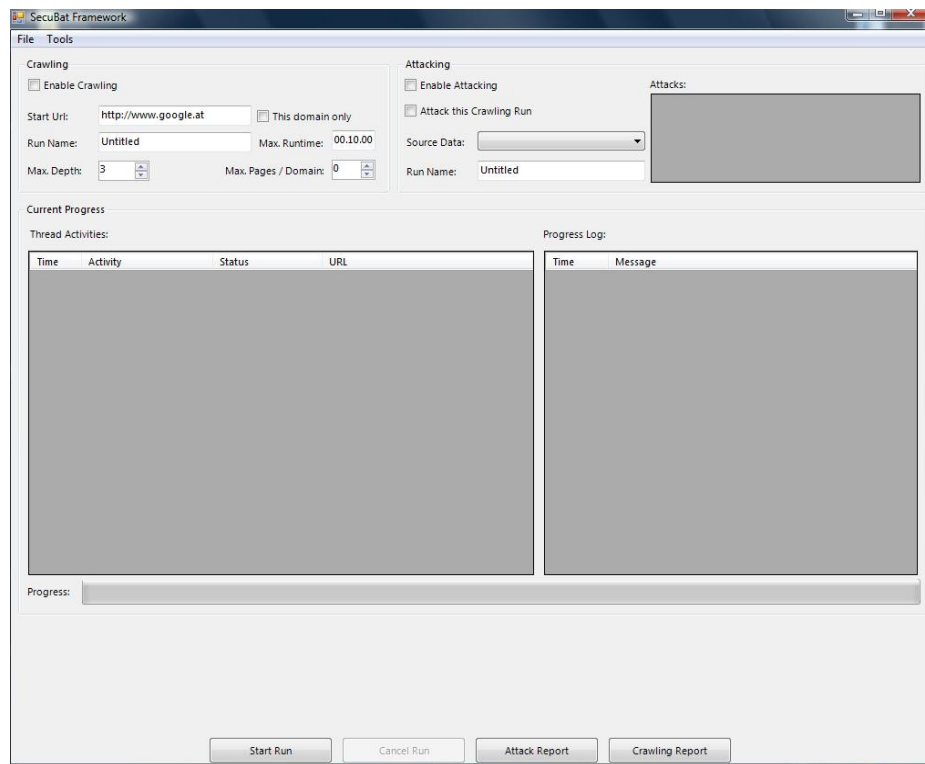 SecuBat Framework
File Tools
Crawling
Enable Crawling
Start Url: http://www.google.at This domain only
Run Name: Untitled Max. Runtime: 00.10.00
Max. Depth: 3 Max. Pages / Domain: 0
Attacking
Enable Attacking
Attack this Crawling Run
Source Data:
Run Name: Untitled
Attacks:
Current Progress
Thread Activities:
Time Activity Status URL
Progress Log:
Time Message
Progress:
Start Run Cancel Run Attack Report Crawling Report